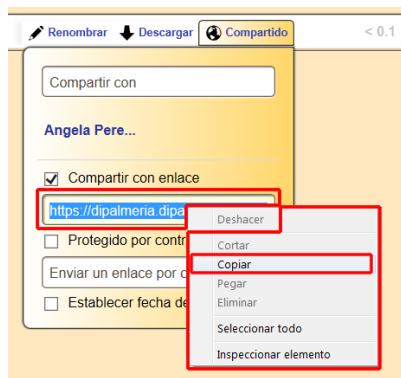 Renombrar Descargar Compartido < 0.1
Compartir con
Angela Pere...
Compartir con enlace
https://dipalmeria.dipa
Deshacer
Protegido por contr
Cortar
Copiar
Enviar un enlace por c
Pegar
Eliminar
Establecer fecha de
Seleccionar todo
Inspeccionar elemento